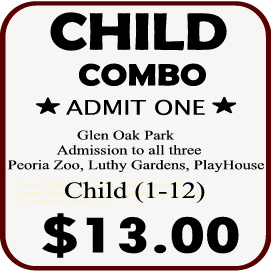 CHILD
COMBO
★ ADMIT ONE ★
Glen Oak Park
Admission to all three
Peoria Zoo, Luthy Gardens, PlayHouse
Child (1-12)
$13.00